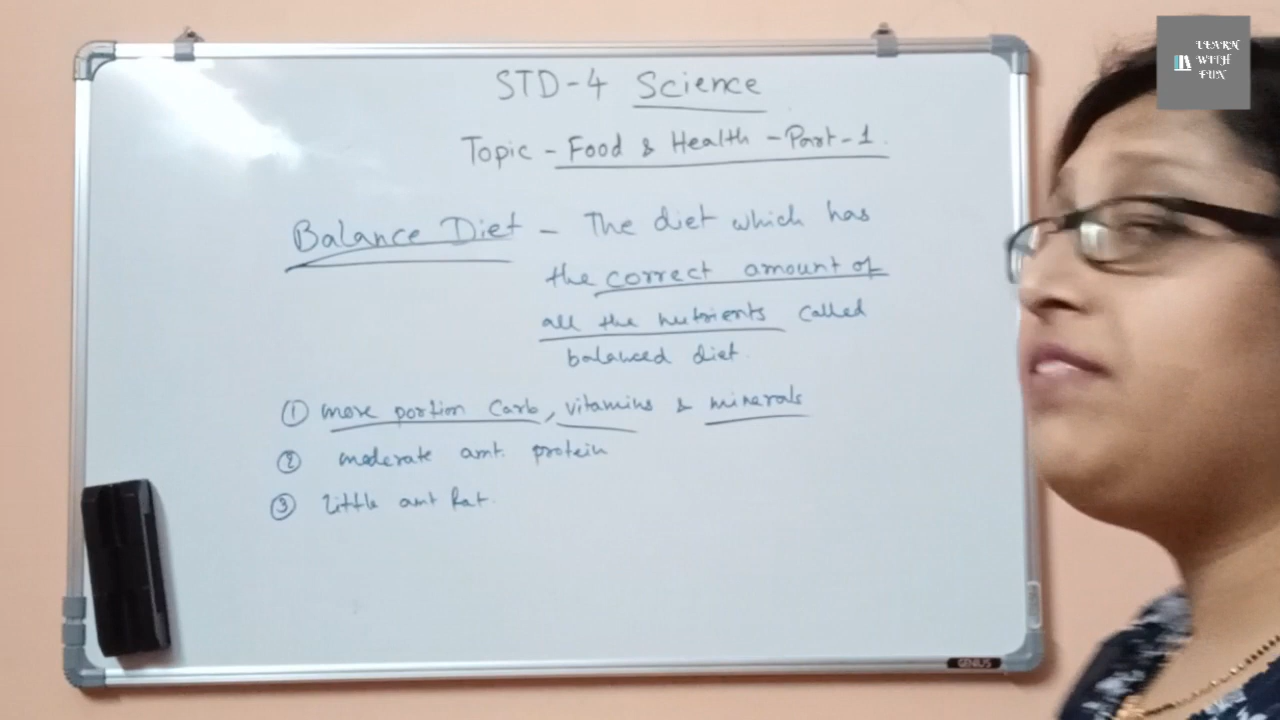 STD-4 Science
Topic - Food & Health - Part-1.
Balance Diet - The diet which has
the correct amount of
all the nutrients called
balanced diet.
① more portion Carb, vitamins & minerals
② moderate amt. protein
③ little amt fat.
GENIUS
LEARN
WITH
FUN